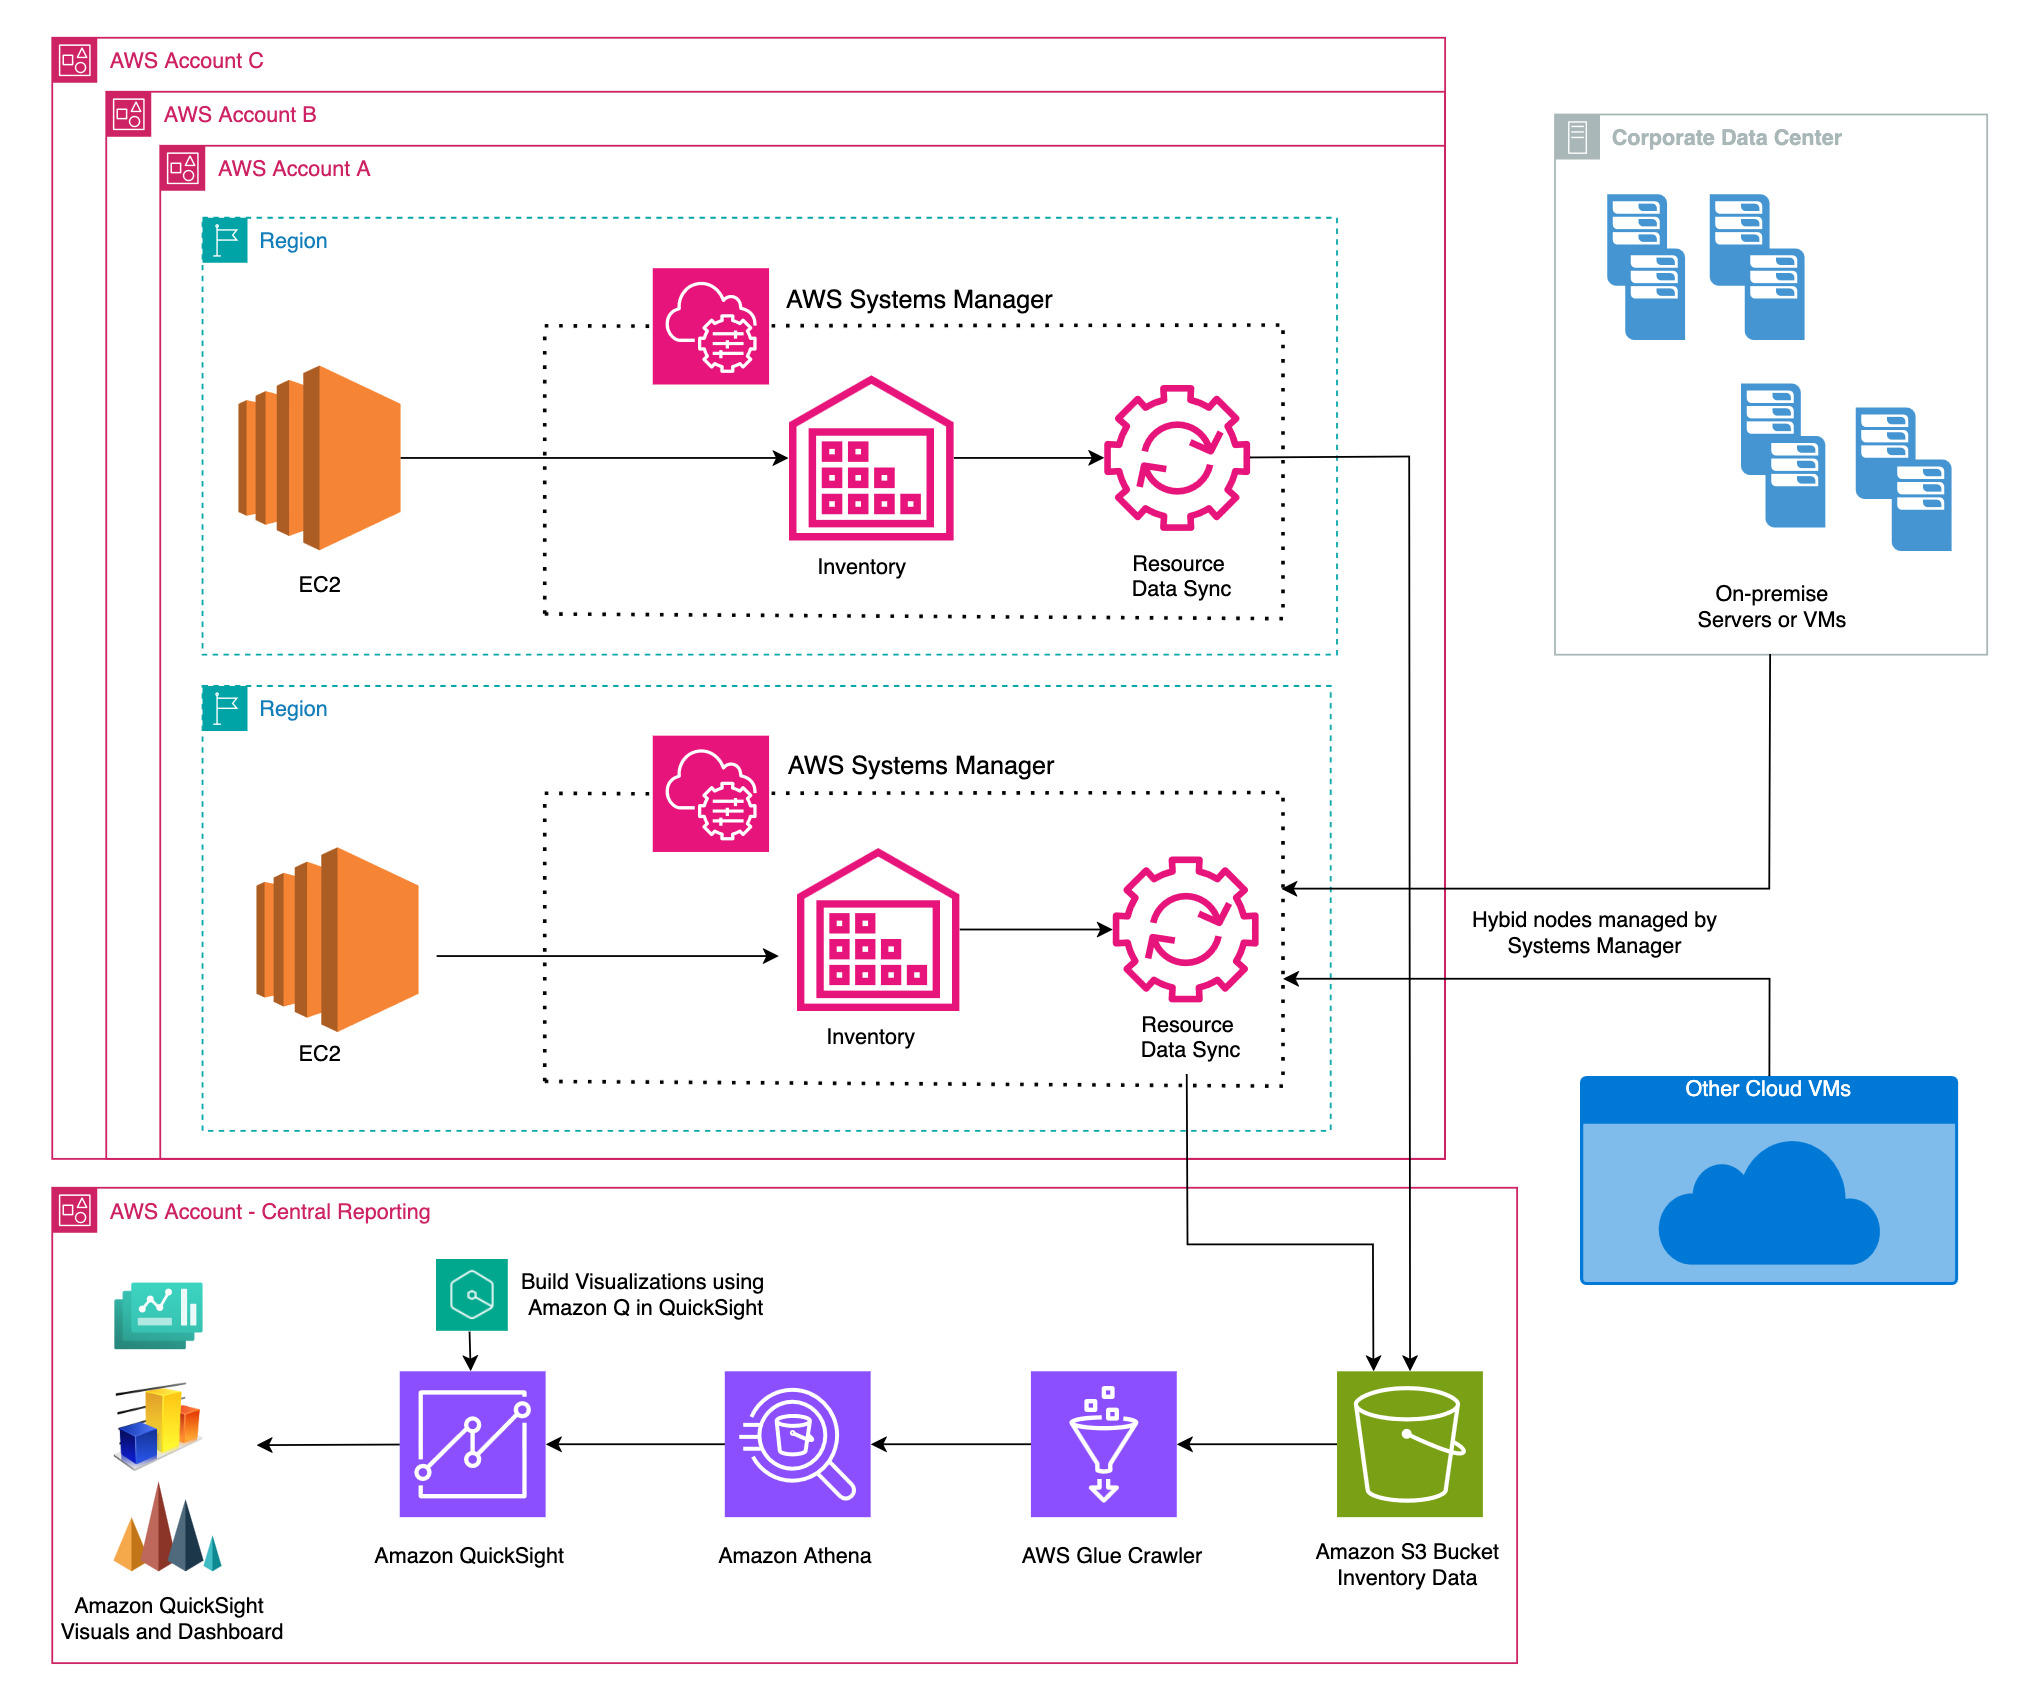 AWS Account C
AWS Account B
AWS Account A
Region
AWS Systems Manager
EC2
Inventory
Resource
Data Sync
Region
AWS Systems Manager
EC2
Inventory
Resource
Data Sync
Corporate Data Center
On-premise
Servers or VMs
Hybid nodes managed by
Systems Manager
Other Cloud VMs
AWS Account - Central Reporting
Build Visualizations using
Amazon Q in QuickSight
Amazon QuickSight
Visuals and Dashboard
Amazon QuickSight
Amazon Athena
AWS Glue Crawler
Amazon S3 Bucket
Inventory Data